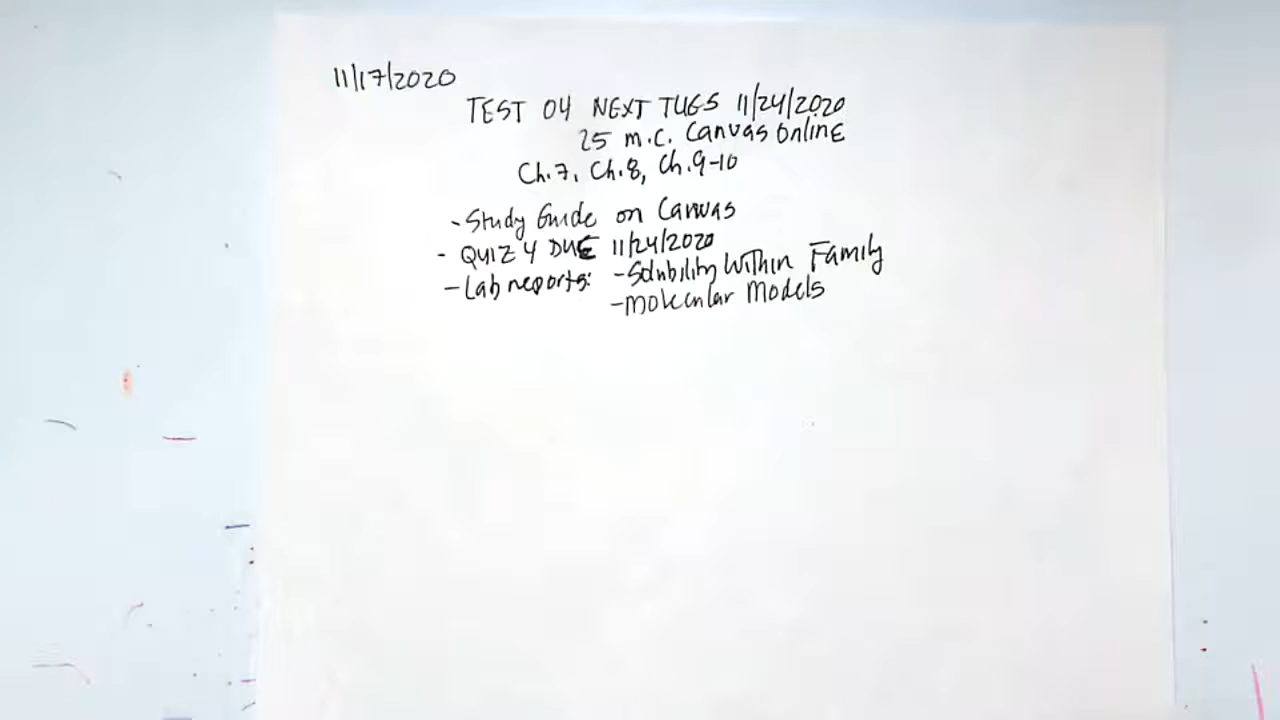 11/17/2020
TEST 04 NEXT TUES 11/24/2020
25 M.C. Canvas Online
Ch.7, Ch.8, Ch.9-10
- Study Guide on Canvas
- QUIZ 4 DUE 11/24/2020
- Lab reports: - Solubility Within Family
- Molecular Models